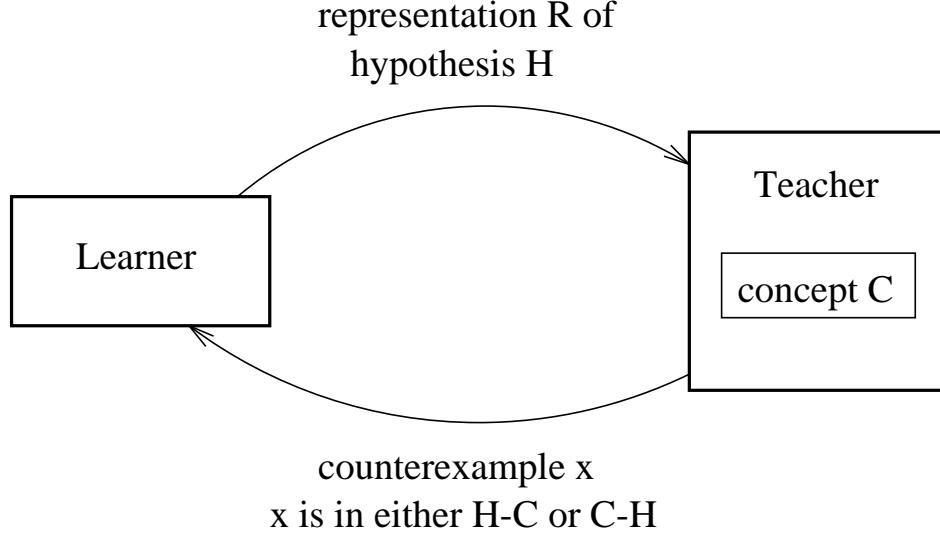 representation R of
hypothesis H
Teacher
Learner
concept C
counterexample x
x is in either H-C or C-H